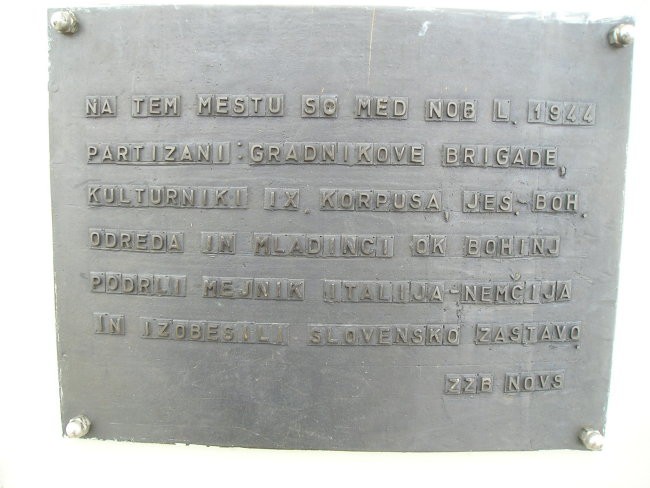 NA TEM MESTU SO MED NOB L. 1944
PARTIZANI: GRADNIKOVE BRIGADE,
KULTURNIKI IX. KORPUSA, JES.-BOH.
ODREDA IN MLADINCI OK BOHINJ
PODRLI MEJNIK ITALIJA-NEMČIJA
IN IZOBESILI SLOVENSKO ZASTAVO
ZZB NOVS